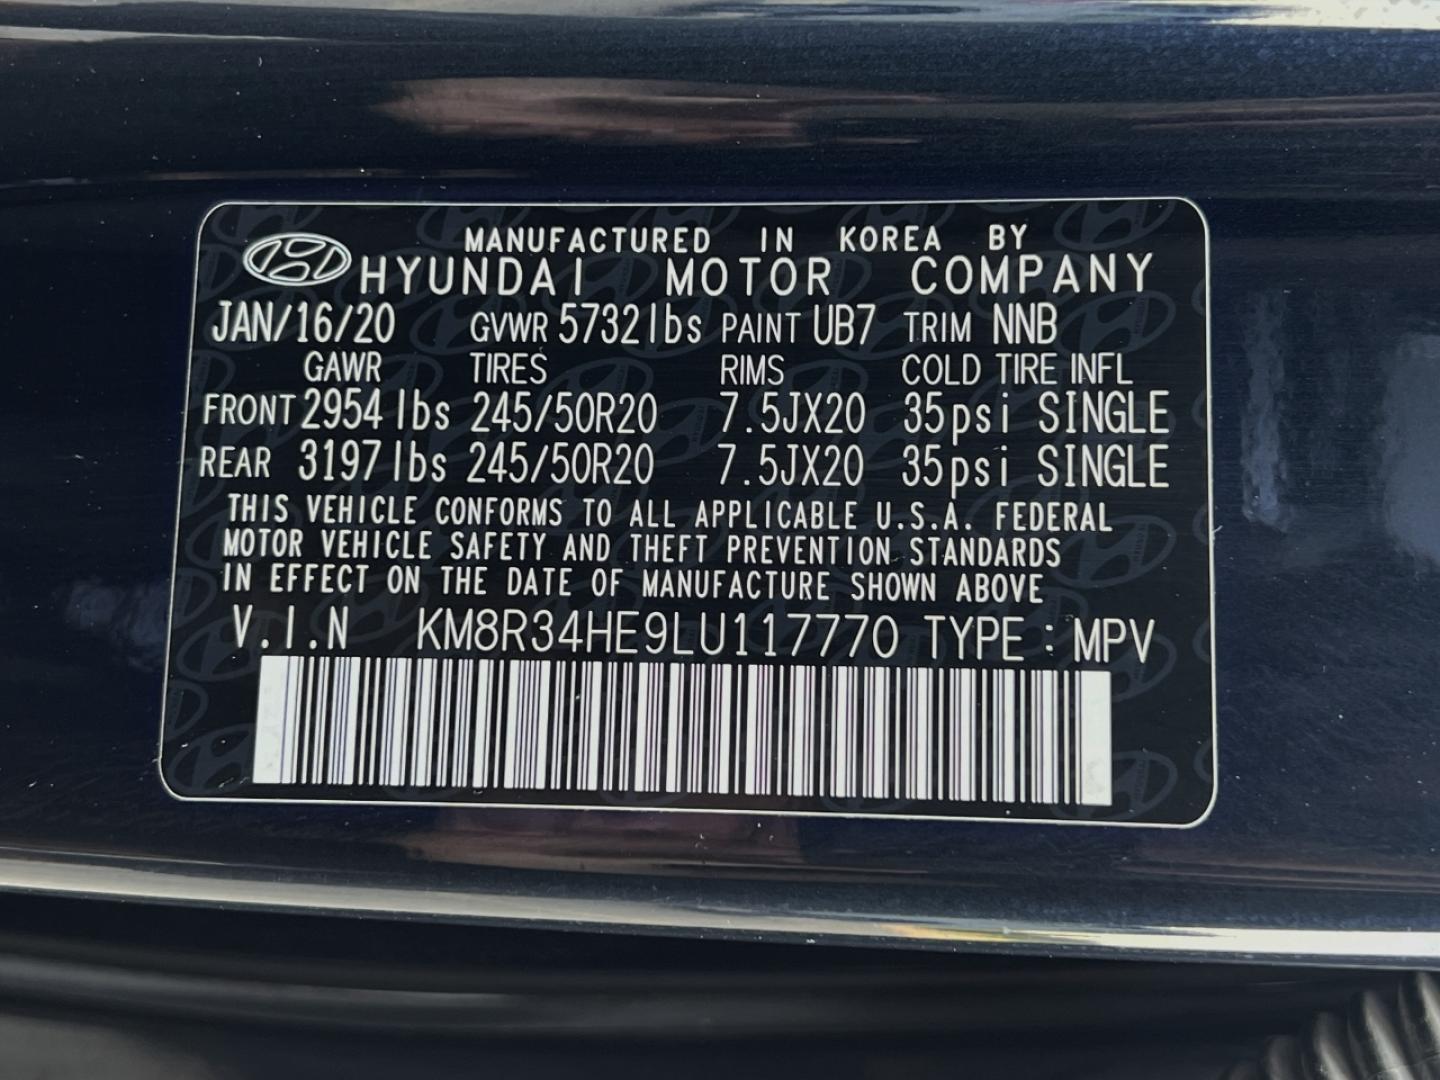 MANUFACTURED IN KOREA BY
HYUNDAI MOTOR COMPANY
JAN/16/20 GVWR 5732lbs PAINT UB7 TRIM NNB
GAWR TIRES RIMS COLD TIRE INFL
FRONT 2954lbs 245/50R20 7.5JX20 35psi SINGLE
REAR 3197lbs 245/50R20 7.5JX20 35psi SINGLE
THIS VEHICLE CONFORMS TO ALL APPLICABLE U.S.A. FEDERAL
MOTOR VEHICLE SAFETY AND THEFT PREVENTION STANDARDS
IN EFFECT ON THE DATE OF MANUFACTURE SHOWN ABOVE
V.I.N KM8R34HE9LU117770 TYPE : MPV